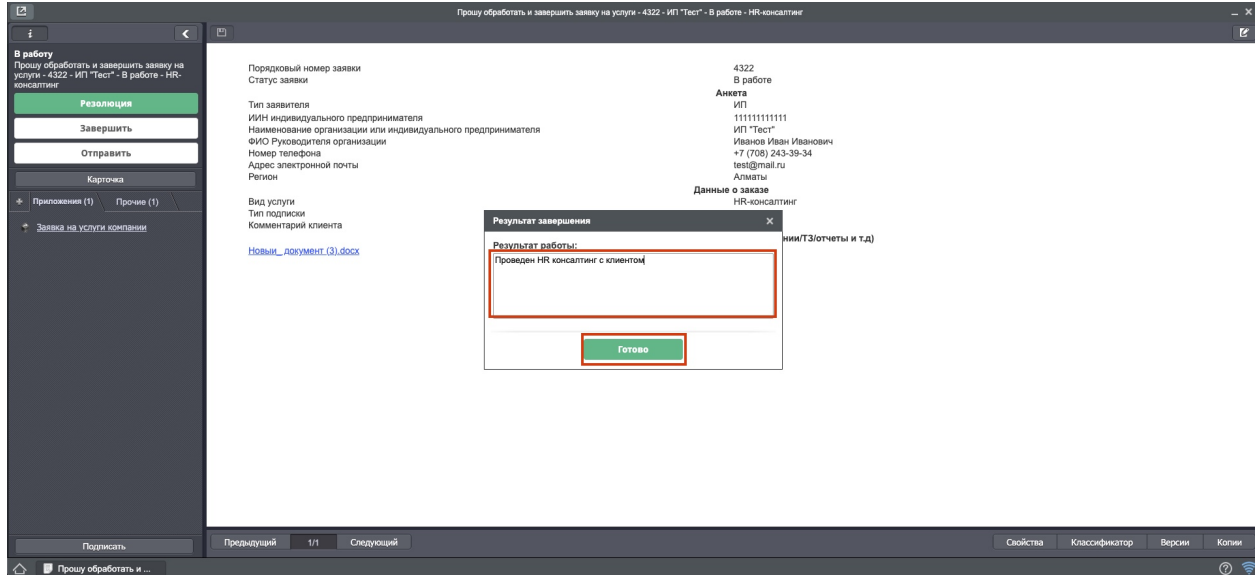 Прошу обработать и завершить заявку на услуги - 4322 - ИП "Тест" - В работе - HR-консалтинг
В работу
Прошу обработать и завершить заявку на
услуги - 4322 - ИП "Тест" - В работе - HR-
консалтинг
Резолюция
Завершить
Отправить
Карточка
Приложения (1) Прочие (1)
Заявка на услуги компании
Подписать
Порядковый номер заявки 4322
Статус заявки В работе
Анкета
Тип заявителя ИП
ИИН индивидуального предпринимателя 111111111111
Наименование организации или индивидуального предпринимателя ИП "Тест"
ФИО Руководителя организации Иванов Иван Иванович
Номер телефона +7 (708) 243-39-34
Адрес электронной почты test@mail.ru
Регион Алматы
Данные о заказе
Вид услуги HR-консалтинг
Тип подписки
Комментарий клиента
нии/ТЗ/отчеты и т.д)
Новыи_ документ (3).docx
Результат завершения
Результат работы:
Проведен HR консалтинг с клиентом
Готово
Предыдущий 1/1 Следующий
Свойства Классификатор Версии Копии
Прошу обработать и ...